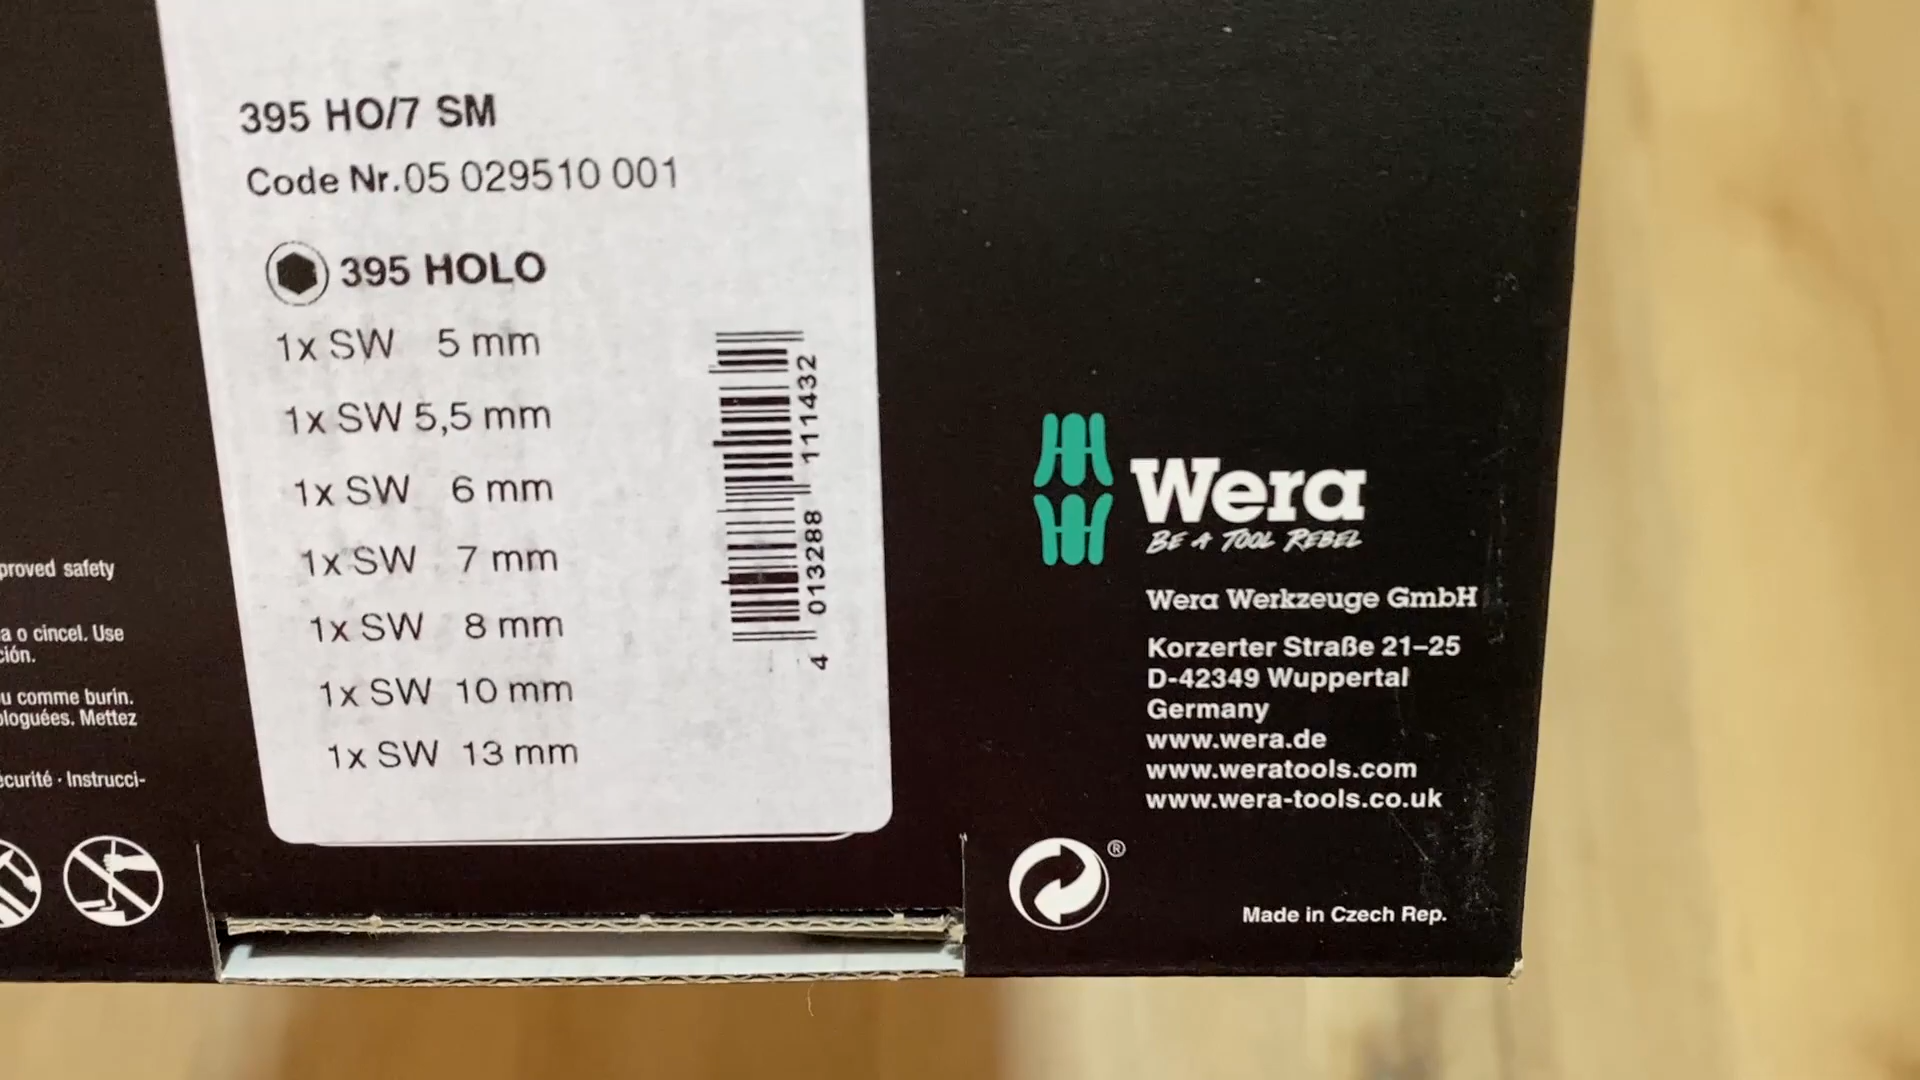 395 HO/7 SM
Code Nr.05 029510 001
395 HOLO
1x SW 5 mm
1x SW 5,5 mm
1x SW 6 mm
1x SW 7 mm
1x SW 8 mm
1x SW 10 mm
1x SW 13 mm
4 013288 111432
proved safety
a o cincel. Use
ción.
u comme burin.
ologuées. Mettez
écurité · Instrucci-
Wera
BE A TOOL REBEL
Wera Werkzeuge GmbH
Korzerter Straße 21–25
D-42349 Wuppertal
Germany
www.wera.de
www.weratools.com
www.wera-tools.co.uk
®
Made in Czech Rep.